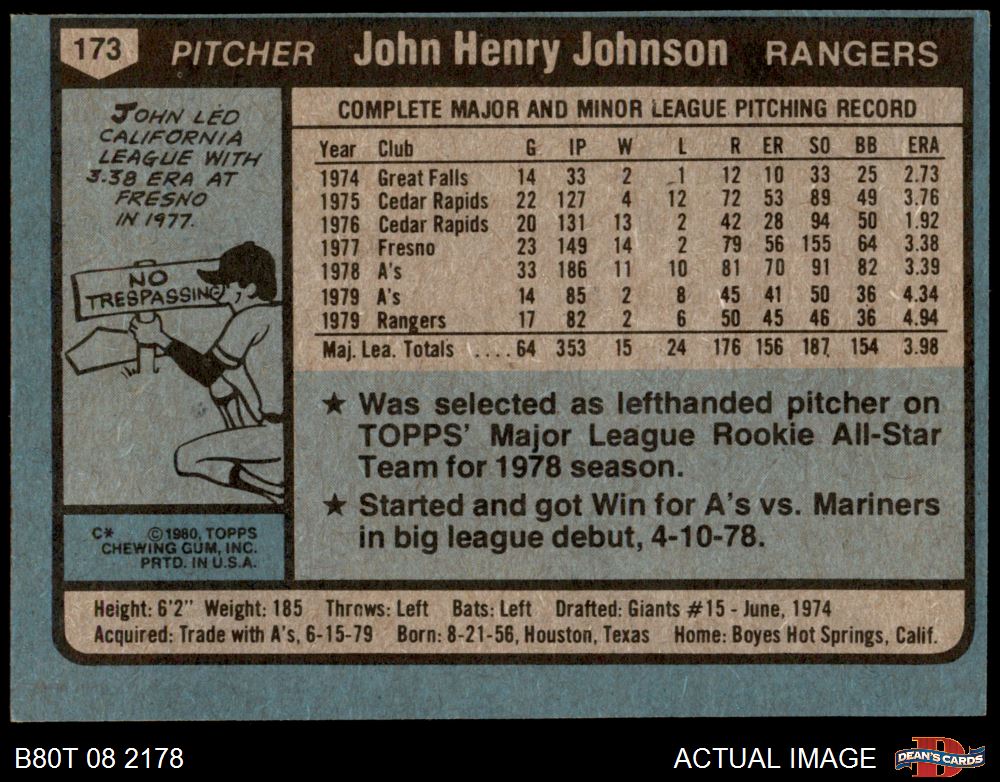 173 PITCHER John Henry Johnson RANGERS
JOHN LED
CALIFORNIA
LEAGUE WITH
3.38 ERA AT
FRESNO
IN 1977.
NO
TRESPASSING
C* ©1980, TOPPS
CHEWING GUM, INC.
PRTD. IN U.S.A.
COMPLETE MAJOR AND MINOR LEAGUE PITCHING RECORD
Year Club G IP W L R ER SO BB ERA
1974 Great Falls 14 33 2 1 12 10 33 25 2.73
1975 Cedar Rapids 22 127 4 12 72 53 89 49 3.76
1976 Cedar Rapids 20 131 13 2 42 28 94 50 1.92
1977 Fresno 23 149 14 2 79 56 155 64 3.38
1978 A's 33 186 11 10 81 70 91 82 3.39
1979 A's 14 85 2 8 45 41 50 36 4.34
1979 Rangers 17 82 2 6 50 45 46 36 4.94
Maj. Lea. Totals ....64 353 15 24 176 156 187 154 3.98
★ Was selected as lefthanded pitcher on
TOPPS' Major League Rookie All-Star
Team for 1978 season.
★ Started and got Win for A's vs. Mariners
in big league debut, 4-10-78.
Height: 6'2" Weight: 185 Throws: Left Bats: Left Drafted: Giants #15 - June, 1974
Acquired: Trade with A's, 6-15-79 Born: 8-21-56, Houston, Texas Home: Boyes Hot Springs, Calif.
B80T 08 2178 ACTUAL IMAGE D DEAN'S CARDS